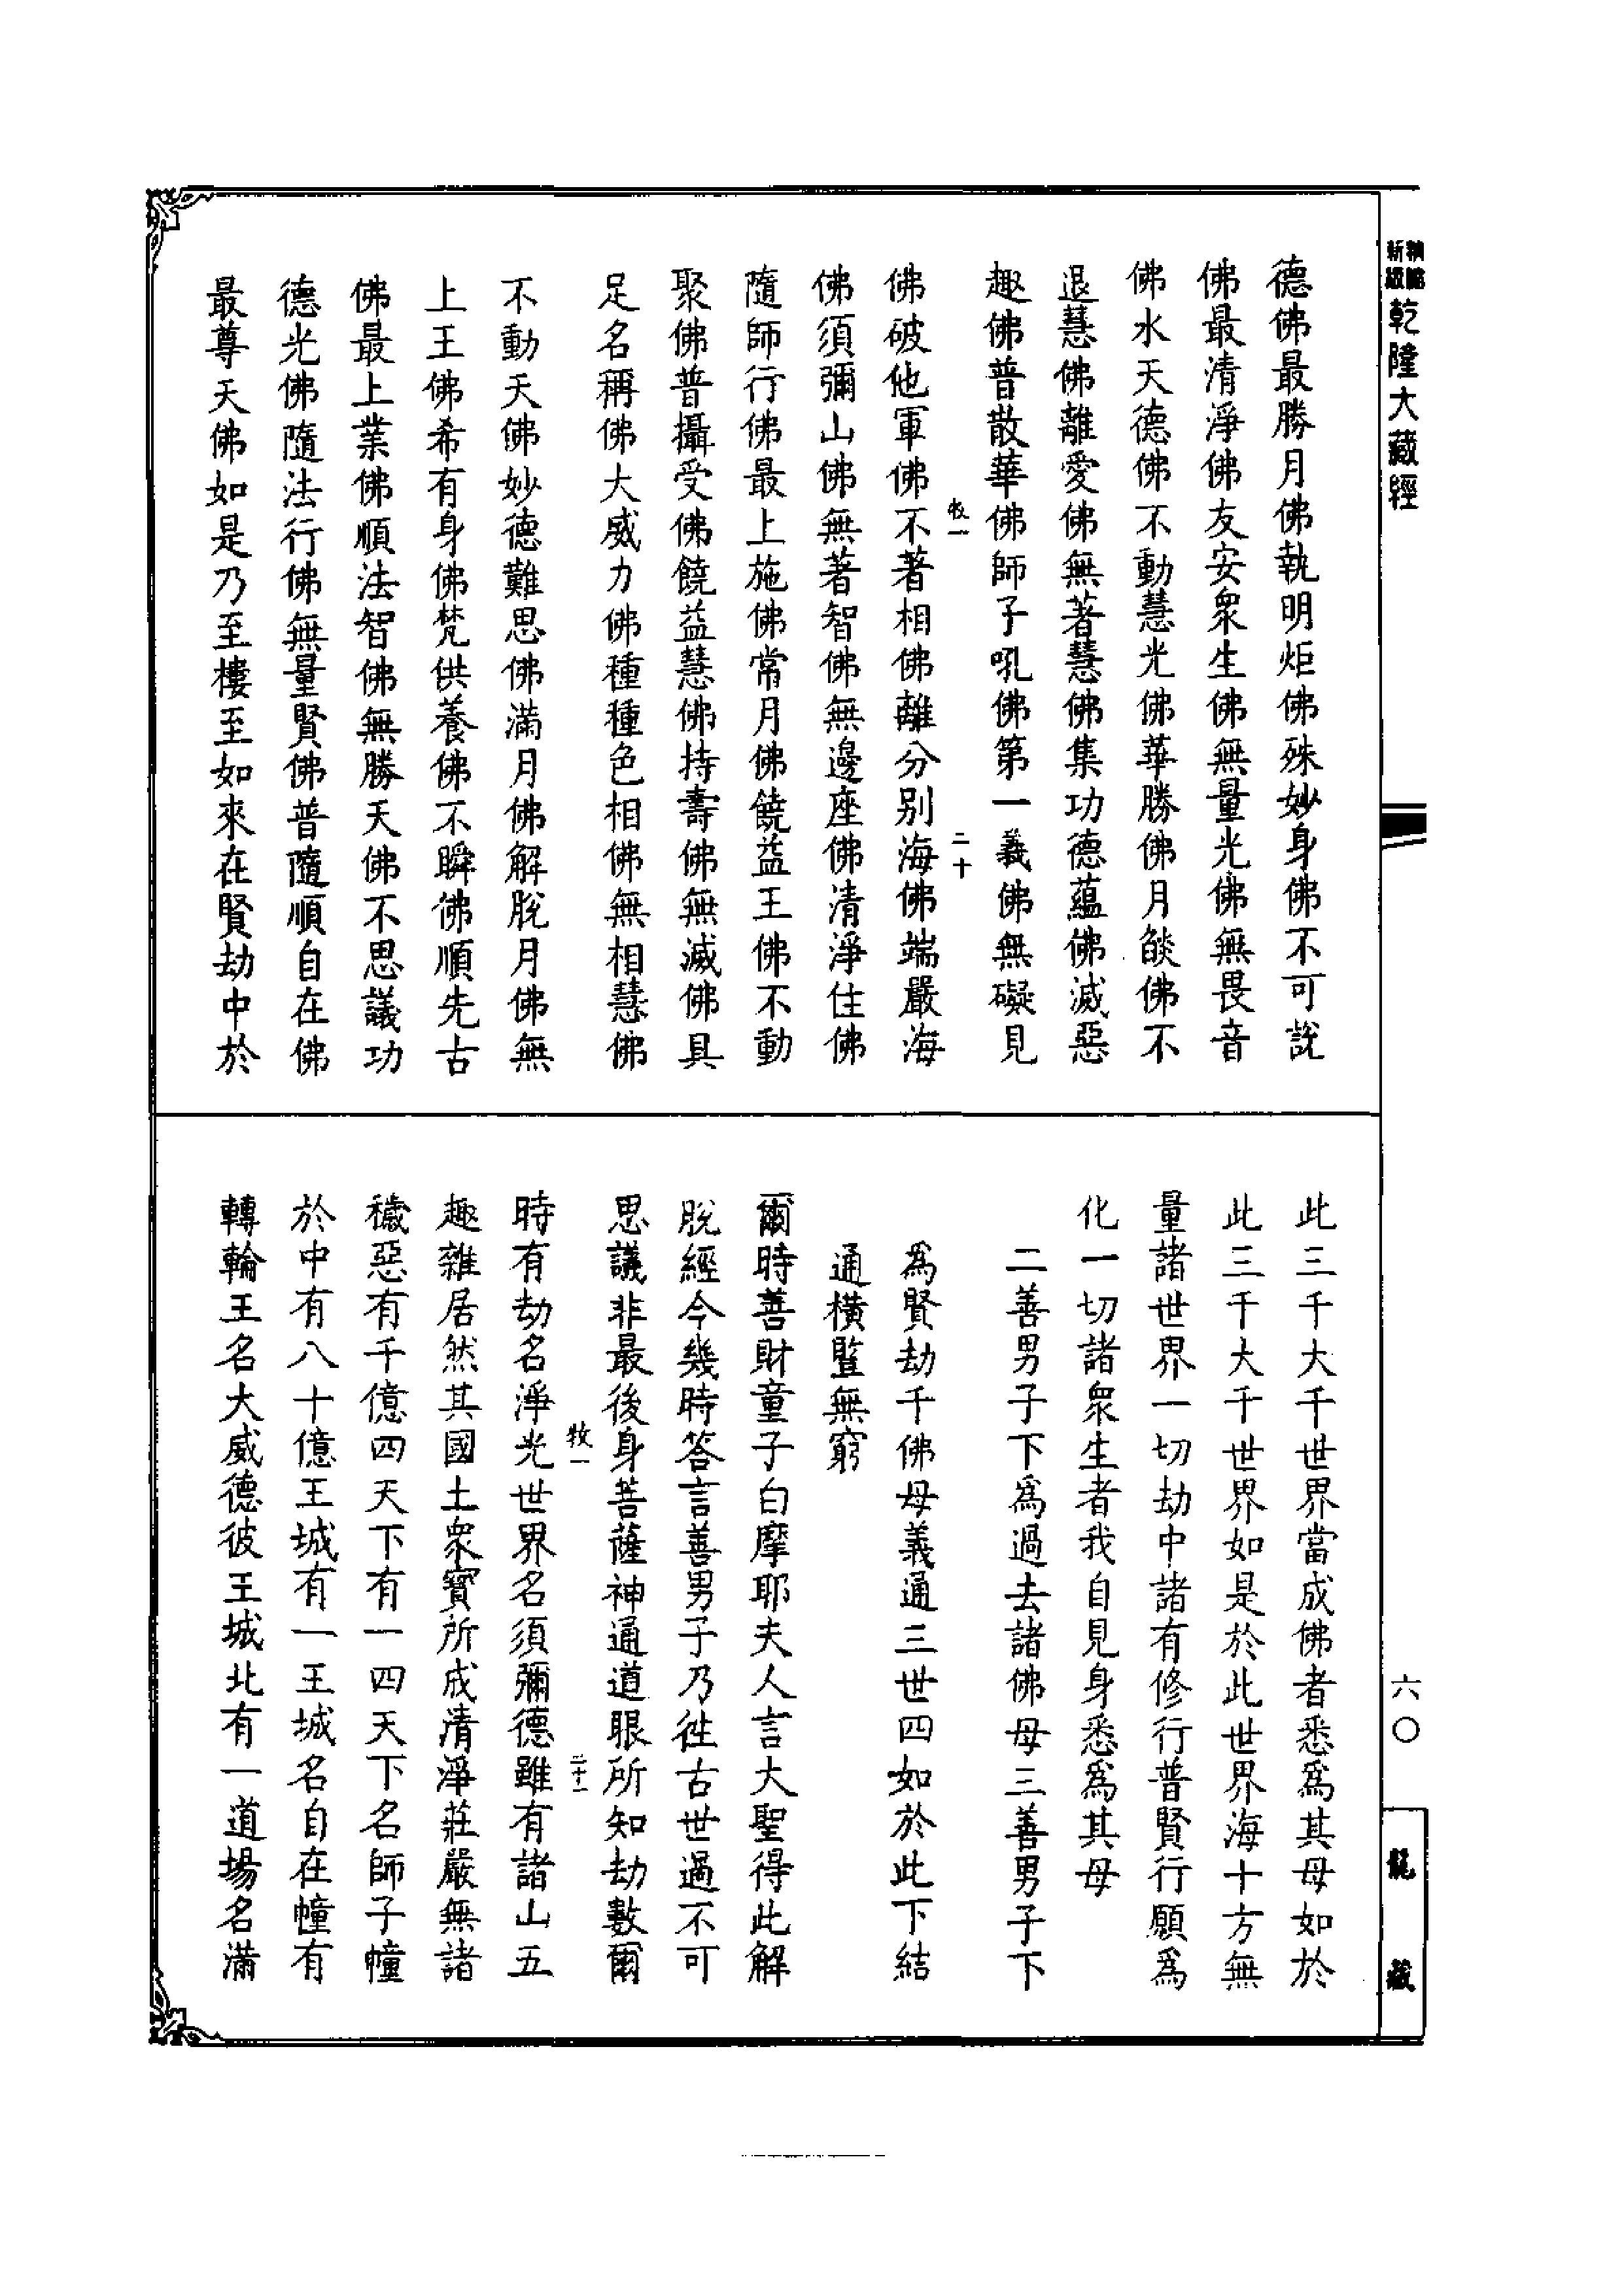 新編縮級
乾隆大藏經
德佛最勝月佛執明炬佛殊妙身佛不可說
佛最清淨佛友安衆生佛無量光佛無畏音
佛水天德佛不動慧光佛華勝佛月燄佛不
退慧佛離愛佛無著慧佛集功德蘊佛滅惡
趣佛普散華佛師子吼佛第一義佛無礙見
牧一
二十
佛破他軍佛不著相佛離分別海佛端嚴海
佛須彌山佛無著智佛無邊座佛清淨住佛
隨師行佛最上施佛常月佛饒益王佛不動
聚佛普攝受佛饒益慧佛持壽佛無滅佛具
足名稱佛大威力佛種種色相佛無相慧佛
不動天佛妙德難思佛滿月佛解脫月佛無
上王佛希有身佛梵供養佛不瞬佛順先古
佛最上業佛順法智佛無勝天佛不思議功
德光佛隨法行佛無量賢佛普隨順自在佛
最尊天佛如是乃至樓至如來在賢劫中於
此三千大千世界當成佛者悉爲其母如於
此三千大千世界如是於此世界海十方無
量諸世界一切劫中諸有修行普賢行願爲
化一切諸衆生者我自見身悉爲其母
二善男子下爲過去諸佛母三善男子下
爲賢劫千佛母義通三世四如於此下結
通橫豎無窮
爾時善財童子白摩耶夫人言大聖得此解
脫經今幾時答言善男子乃徃古世過不可
思議非最後身菩薩神通道眼所知劫數爾
牧一
二十一
時有劫名淨光世界名須彌德雖有諸山五
趣雜居然其國土衆寶所成清淨莊嚴無諸
穢惡有千億四天下有一四天下名師子幢
於中有八十億王城有一王城名自在幢有
轉輪王名大威德彼王城北有一道場名滿
六〇
龍藏